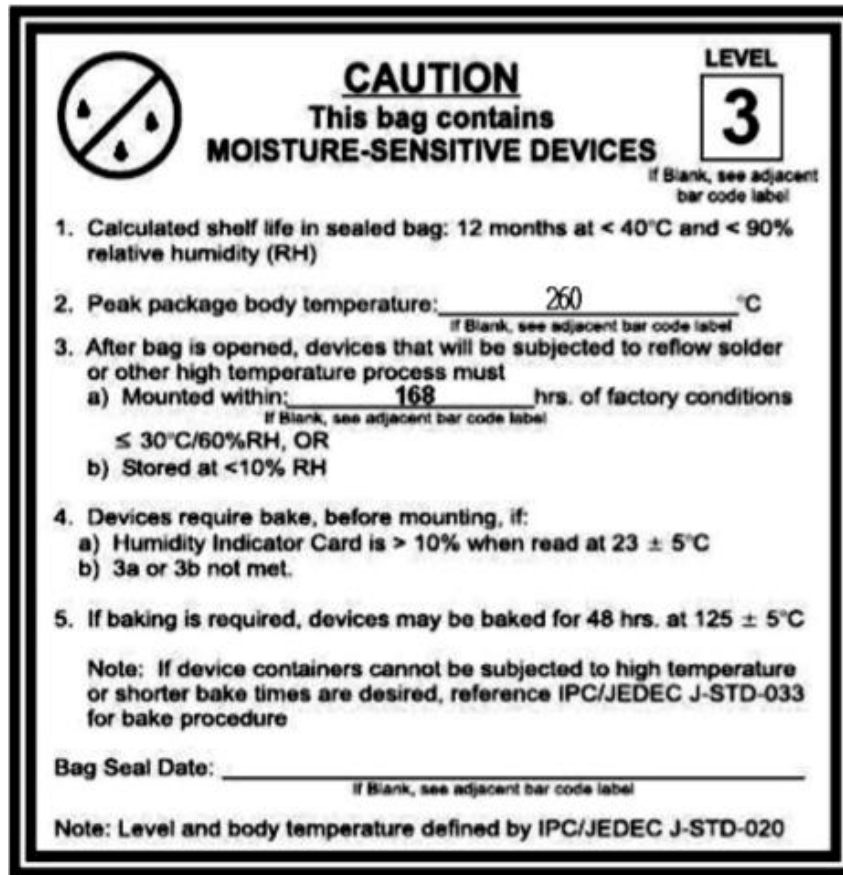 CAUTION
This bag contains
MOISTURE-SENSITIVE DEVICES
LEVEL
3
If Blank, see adjacent
bar code label
1. Calculated shelf life in sealed bag: 12 months at < 40°C and < 90%
relative humidity (RH)
2. Peak package body temperature: 260 °C
If Blank, see adjacent bar code label
3. After bag is opened, devices that will be subjected to reflow solder
or other high temperature process must
a) Mounted within: 168 hrs. of factory conditions
If Blank, see adjacent bar code label
≤ 30°C/60%RH, OR
b) Stored at <10% RH
4. Devices require bake, before mounting, if:
a) Humidity Indicator Card is > 10% when read at 23 ± 5°C
b) 3a or 3b not met.
5. If baking is required, devices may be baked for 48 hrs. at 125 ± 5°C
Note: If device containers cannot be subjected to high temperature
or shorter bake times are desired, reference IPC/JEDEC J-STD-033
for bake procedure
Bag Seal Date:
If Blank, see adjacent bar code label
Note: Level and body temperature defined by IPC/JEDEC J-STD-020